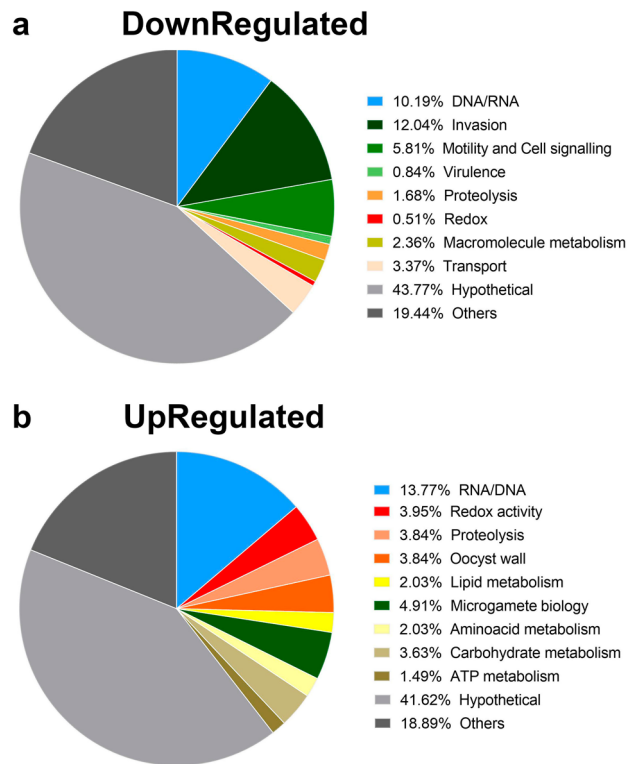 a DownRegulated
10.19% DNA/RNA
12.04% Invasion
5.81% Motility and Cell signalling
0.84% Virulence
1.68% Proteolysis
0.51% Redox
2.36% Macromolecule metabolism
3.37% Transport
43.77% Hypothetical
19.44% Others
b UpRegulated
13.77% RNA/DNA
3.95% Redox activity
3.84% Proteolysis
3.84% Oocyst wall
2.03% Lipid metabolism
4.91% Microgamete biology
2.03% Aminoacid metabolism
3.63% Carbohydrate metabolism
1.49% ATP metabolism
41.62% Hypothetical
18.89% Others